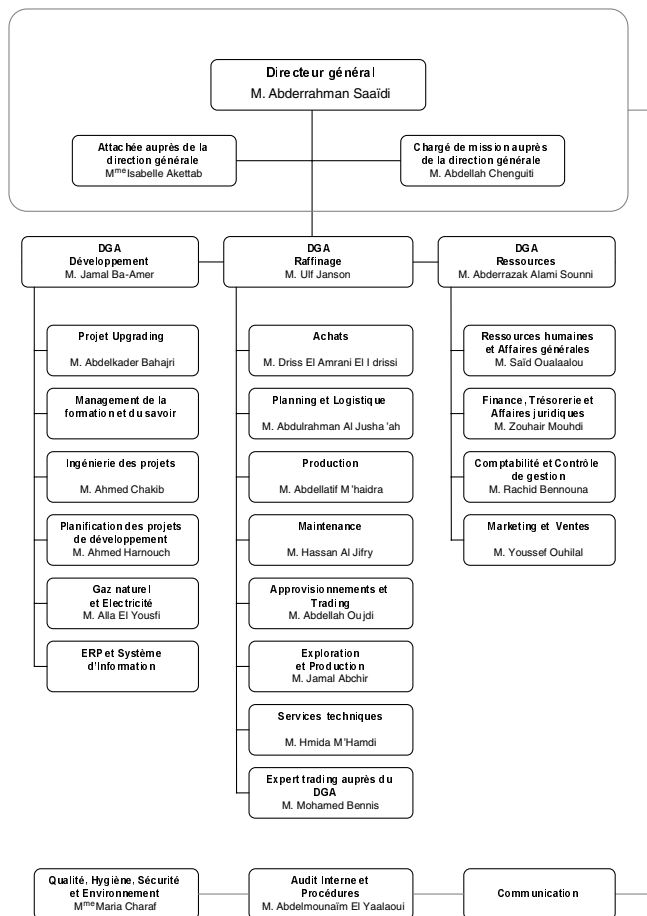 Directeur général
M. Abderrahman Saaïdi
Attachée auprès de la
direction générale
Mme Isabelle Akettab
Chargé de mission auprès
de la direction générale
M. Abdellah Chenguiti
DGA
Développement
M. Jamal Ba-Amer
DGA
Raffinage
M. Ulf Janson
DGA
Ressources
M. Abderrazak Alami Sounni
Projet Upgrading
M. Abdelkader Bahajri
Management de la
formation et du savoir
Ingénierie des projets
M. Ahmed Chakib
Planification des projets
de développement
M. Ahmed Harnouch
Gaz naturel
et Electricité
M. Alla El Yousfi
ERP et Système
d'Information
Achats
M. Driss El Amrani El I drissi
Planning et Logistique
M. Abdulrahman Al Jusha 'ah
Production
M. Abdellatif M'haidra
Maintenance
M. Hassan Al Jifry
Approvisionnements et
Trading
M. Abdellah Oujdi
Exploration
et Production
M. Jamal Abchir
Services techniques
M. Hmida M'Hamdi
Expert trading auprès du
DGA
M. Mohamed Bennis
Ressources humaines
et Affaires générales
M. Saïd Oualaalou
Finance, Trésorerie et
Affaires juridiques
M. Zouhair Mouhdi
Comptabilité et Contrôle
de gestion
M. Rachid Bennouna
Marketing et Ventes
M. Youssef Ouhilal
Qualité, Hygiène, Sécurité
et Environnement
Mme Maria Charaf
Audit Interne et
Procédures
M. Abdelmounaïm El Yaalaoui
Communication